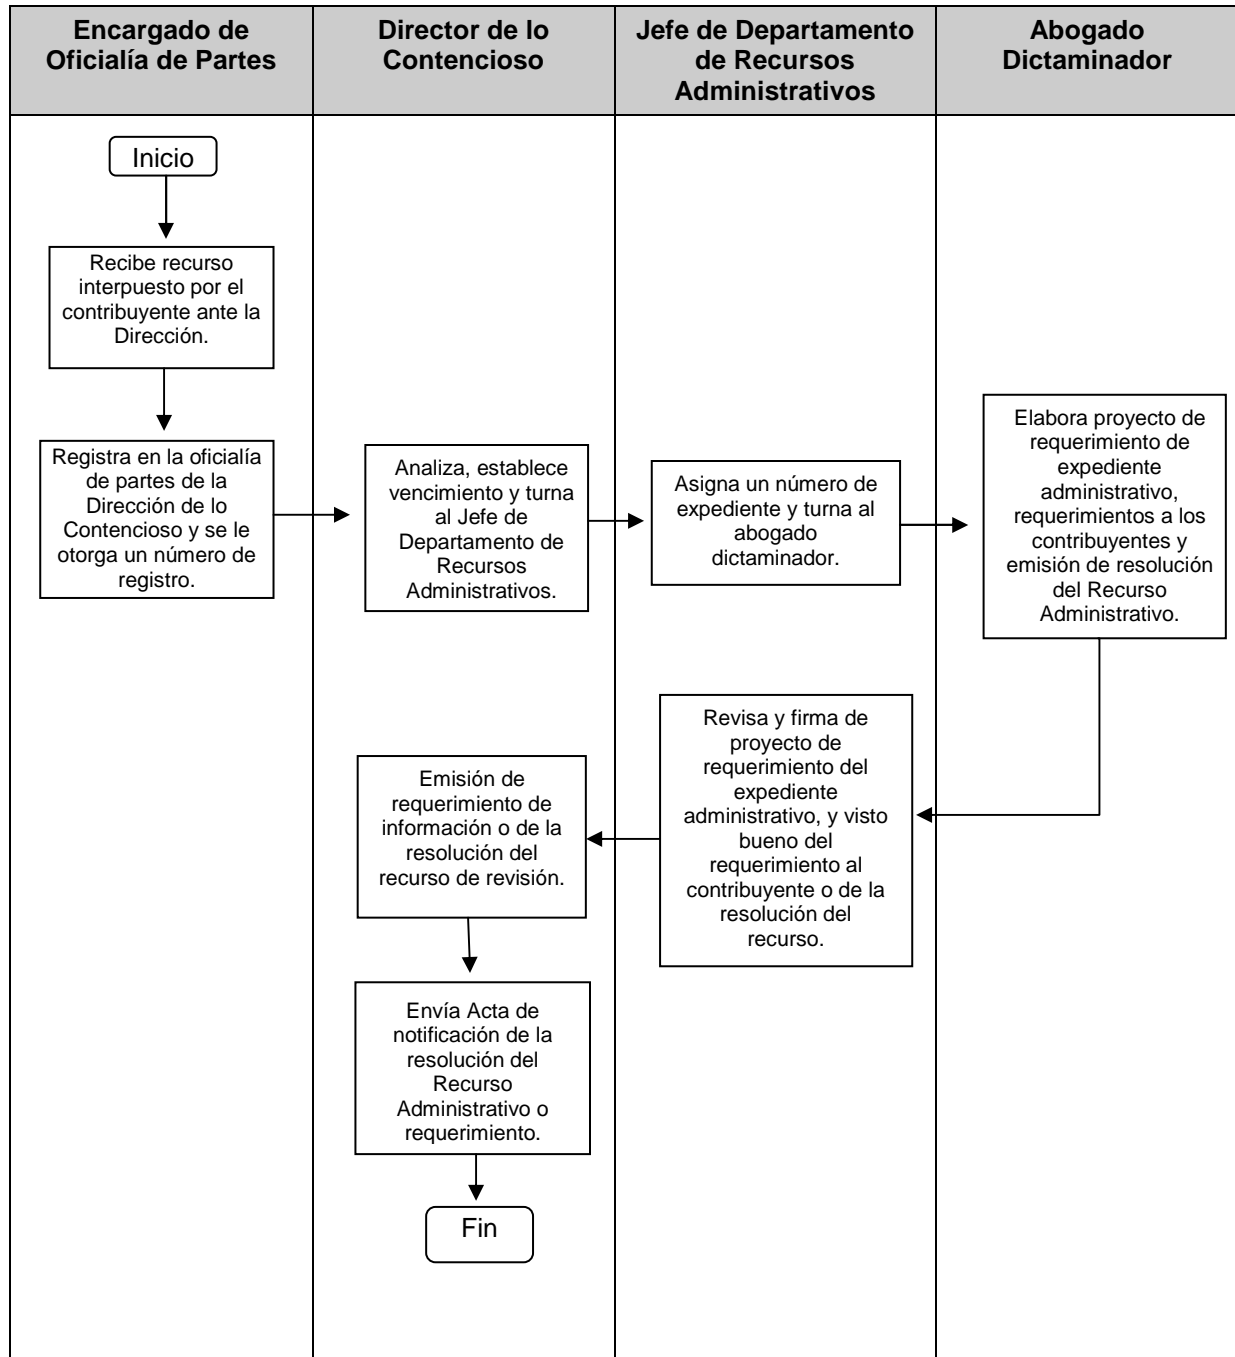 Encargado de
Oficialía de Partes
Director de lo
Contencioso
Jefe de Departamento
de Recursos
Administrativos
Abogado
Dictaminador
Inicio
Recibe recurso
interpuesto por el
contribuyente ante la
Dirección.
Registra en la oficialía
de partes de la
Dirección de lo
Contencioso y se le
otorga un número de
registro.
Analiza, establece
vencimiento y turna
al Jefe de
Departamento de
Recursos
Administrativos.
Asigna un número de
expediente y turna al
abogado
dictaminador.
Elabora proyecto de
requerimiento de
expediente
administrativo,
requerimientos a los
contribuyentes y
emisión de resolución
del Recurso
Administrativo.
Revisa y firma de
proyecto de
requerimiento del
expediente
administrativo, y visto
bueno del
requerimiento al
contribuyente o de la
resolución del
recurso.
Emisión de
requerimiento de
información o de la
resolución del
recurso de revisión.
Envía Acta de
notificación de la
resolución del
Recurso
Administrativo o
requerimiento.
Fin